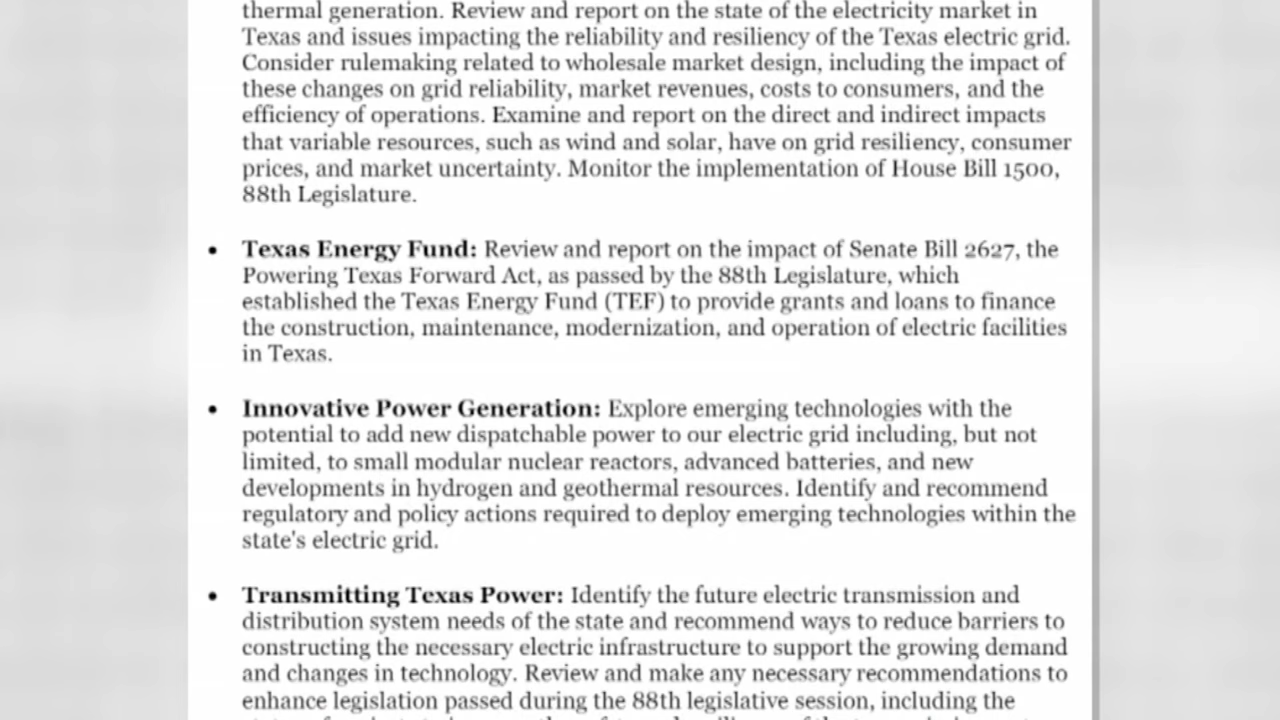 thermal generation. Review and report on the state of the electricity market in
Texas and issues impacting the reliability and resiliency of the Texas electric grid.
Consider rulemaking related to wholesale market design, including the impact of
these changes on grid reliability, market revenues, costs to consumers, and the
efficiency of operations. Examine and report on the direct and indirect impacts
that variable resources, such as wind and solar, have on grid resiliency, consumer
prices, and market uncertainty. Monitor the implementation of House Bill 1500,
88th Legislature.
• Texas Energy Fund: Review and report on the impact of Senate Bill 2627, the
Powering Texas Forward Act, as passed by the 88th Legislature, which
established the Texas Energy Fund (TEF) to provide grants and loans to finance
the construction, maintenance, modernization, and operation of electric facilities
in Texas.
• Innovative Power Generation: Explore emerging technologies with the
potential to add new dispatchable power to our electric grid including, but not
limited, to small modular nuclear reactors, advanced batteries, and new
developments in hydrogen and geothermal resources. Identify and recommend
regulatory and policy actions required to deploy emerging technologies within the
state's electric grid.
• Transmitting Texas Power: Identify the future electric transmission and
distribution system needs of the state and recommend ways to reduce barriers to
constructing the necessary electric infrastructure to support the growing demand
and changes in technology. Review and make any necessary recommendations to
enhance legislation passed during the 88th legislative session, including the